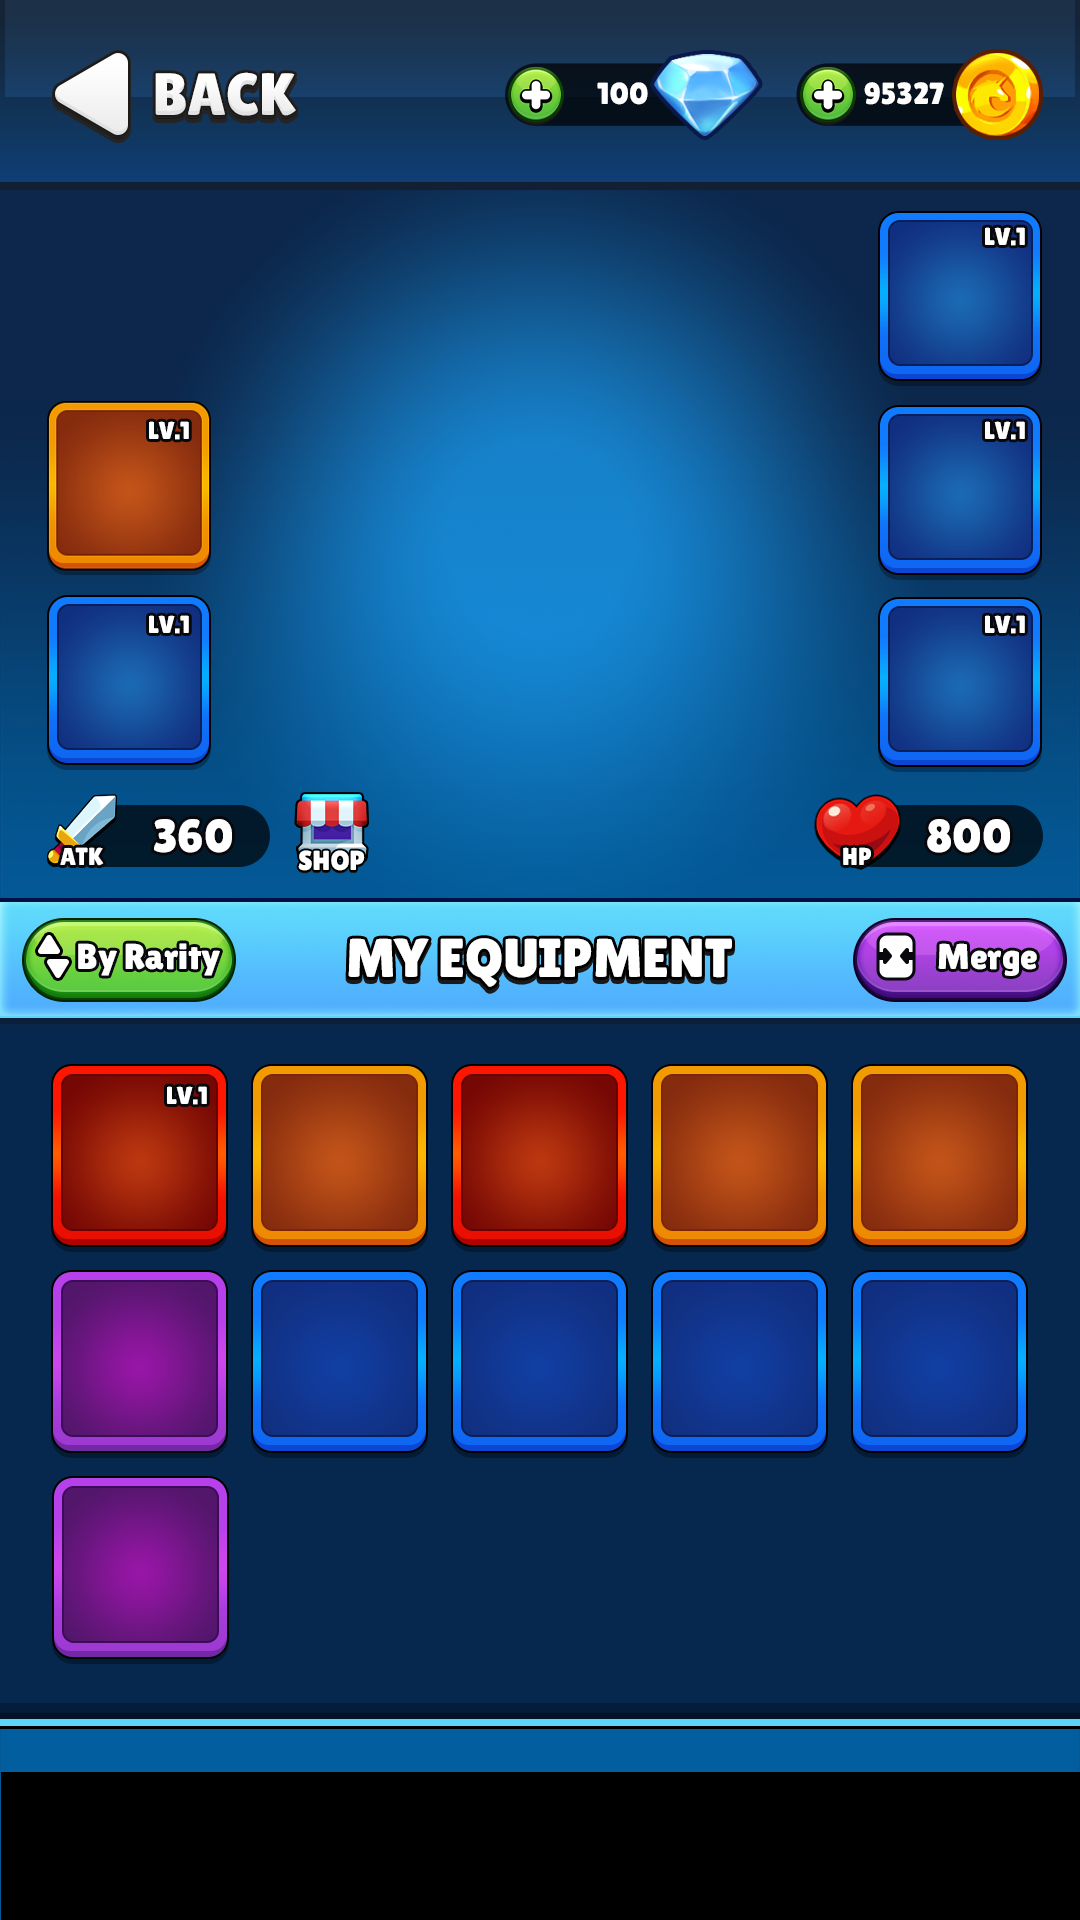 BACK
100
95327
LV.1
LV.1
LV.1
LV.1
LV.1
ATK
360
SHOP
HP
800
By Rarity
MY EQUIPMENT
Merge
LV.1